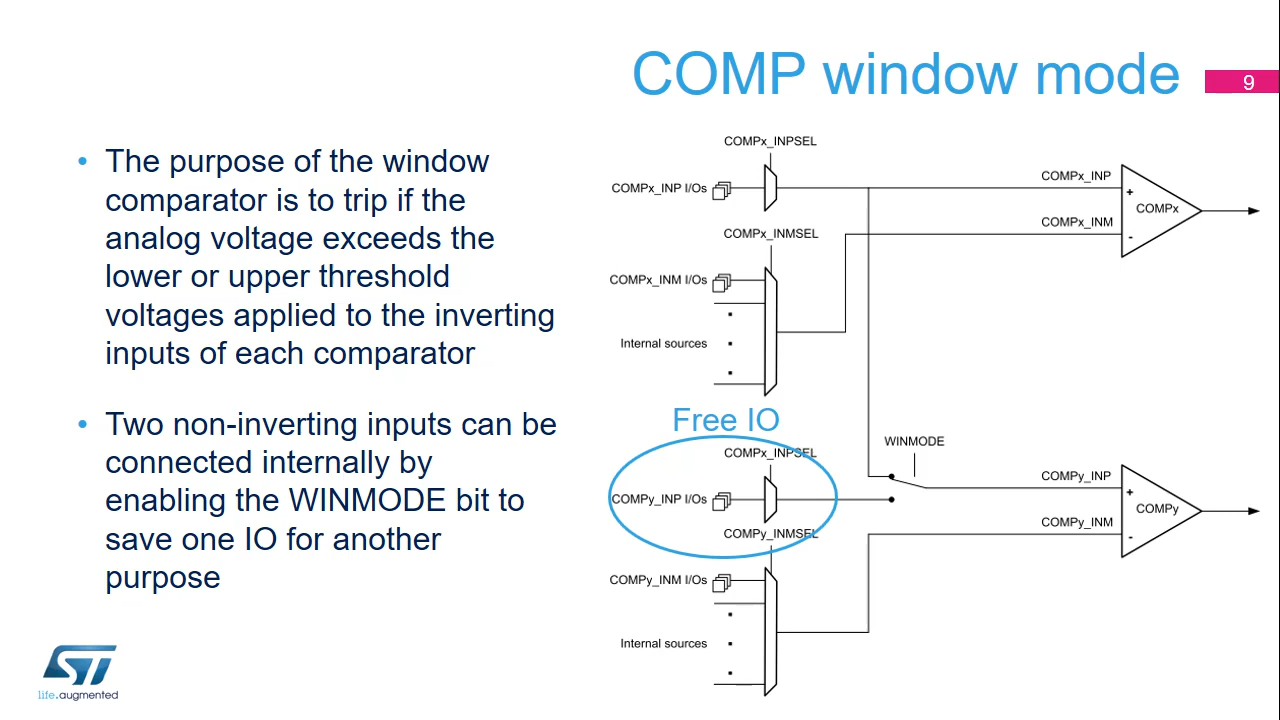 COMP window mode
9
• The purpose of the window
comparator is to trip if the
analog voltage exceeds the
lower or upper threshold
voltages applied to the inverting
inputs of each comparator
• Two non-inverting inputs can be
connected internally by
enabling the WINMODE bit to
save one IO for another
purpose
COMPx_INPSEL
COMPx_INP I/Os
COMPx_INP
+
COMPx
COMPx_INM
-
COMPx_INMSEL
COMPx_INM I/Os
Internal sources
Free IO
WINMODE
COMPx_INPSEL
COMPy_INP I/Os
COMPy_INP
+
COMPy
COMPy_INM
-
COMPy_INMSEL
COMPy_INM I/Os
Internal sources
ST
life.augmented